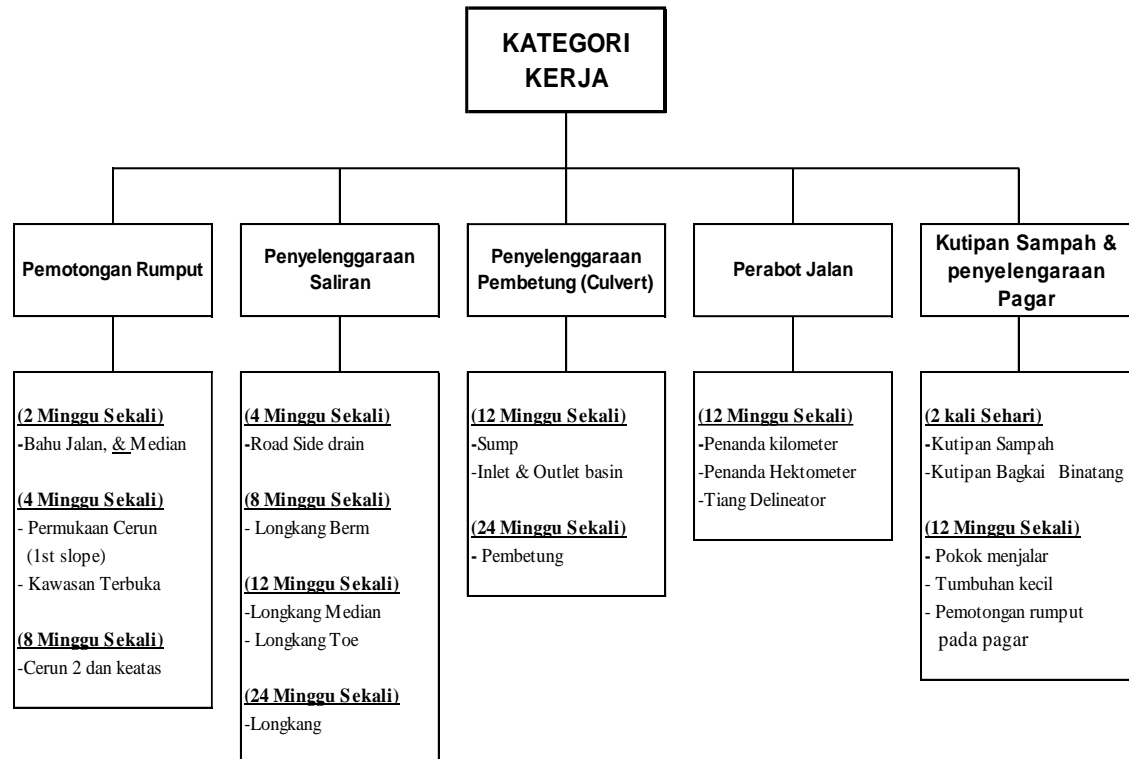 KATEGORI
KERJA
Pemotongan Rumput
Penyelenggaraan
Saliran
Penyelenggaraan
Pembetung (Culvert)
Perabot Jalan
Kutipan Sampah &
penyelengaraan
Pagar
(2 Minggu Sekali)
-Bahu Jalan, & Median
(4 Minggu Sekali)
- Permukaan Cerun
(1st slope)
- Kawasan Terbuka
(8 Minggu Sekali)
-Cerun 2 dan keatas
(4 Minggu Sekali)
-Road Side drain
(8 Minggu Sekali)
- Longkang Berm
(12 Minggu Sekali)
-Longkang Median
- Longkang Toe
(24 Minggu Sekali)
-Longkang
(12 Minggu Sekali)
-Sump
-Inlet & Outlet basin
(24 Minggu Sekali)
- Pembetung
(12 Minggu Sekali)
-Penanda kilometer
-Penanda Hektometer
-Tiang Delineator
(2 kali Sehari)
-Kutipan Sampah
-Kutipan Bagkai Binatang
(12 Minggu Sekali)
- Pokok menjalar
- Tumbuhan kecil
- Pemotongan rumput
pada pagar